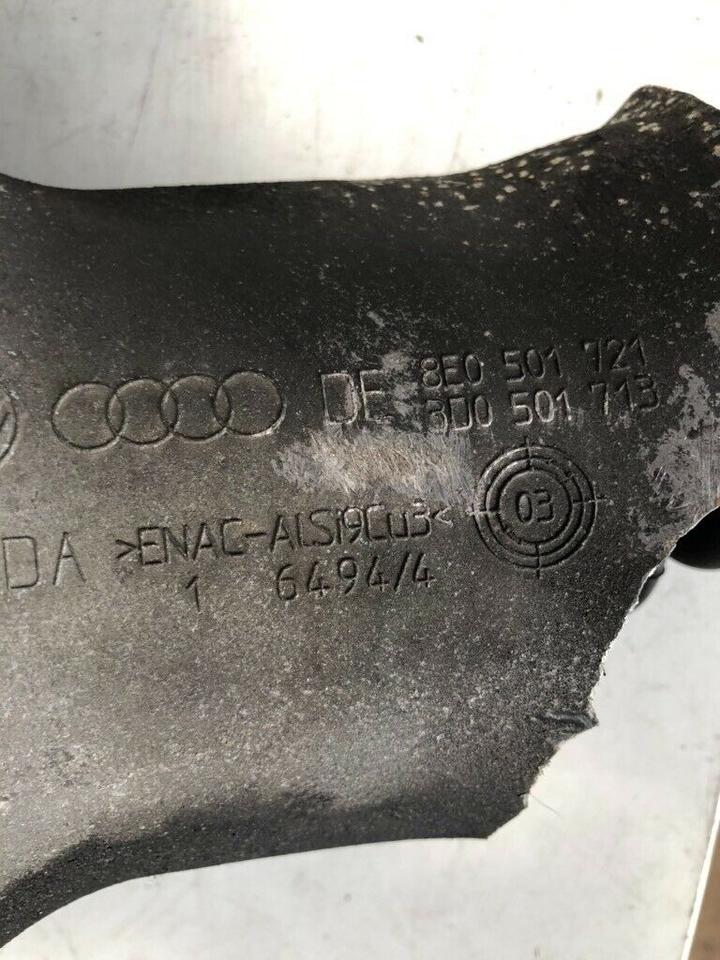 DE 8E0 501 721
8D0 501 713
DA >ENAC-AlSi9Cu3< 03
1 6494/4